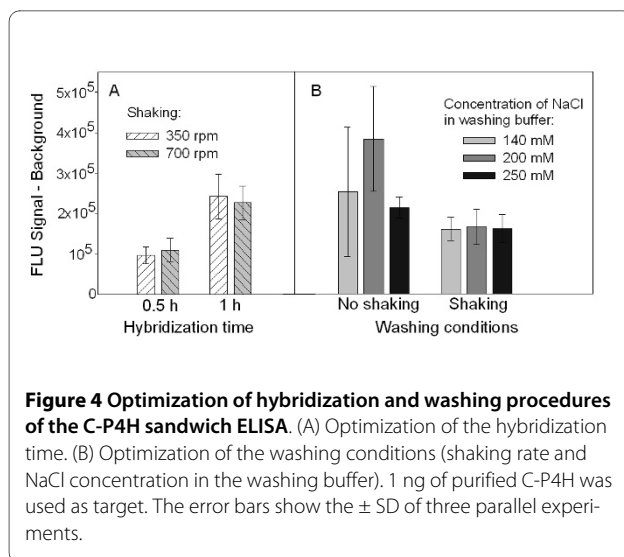 A
B
Shaking:
350 rpm
700 rpm
Concentration of NaCl
in washing buffer:
140 mM
200 mM
250 mM
FLU Signal - Background
5x10⁵
4x10⁵
3x10⁵
2x10⁵
10⁵
0
0.5 h 1 h
No shaking Shaking
Hybridization time
Washing conditions
Figure 4 Optimization of hybridization and washing procedures
of the C-P4H sandwich ELISA. (A) Optimization of the hybridization
time. (B) Optimization of the washing conditions (shaking rate and
NaCl concentration in the washing buffer). 1 ng of purified C-P4H was
used as target. The error bars show the ± SD of three parallel experi-
ments.